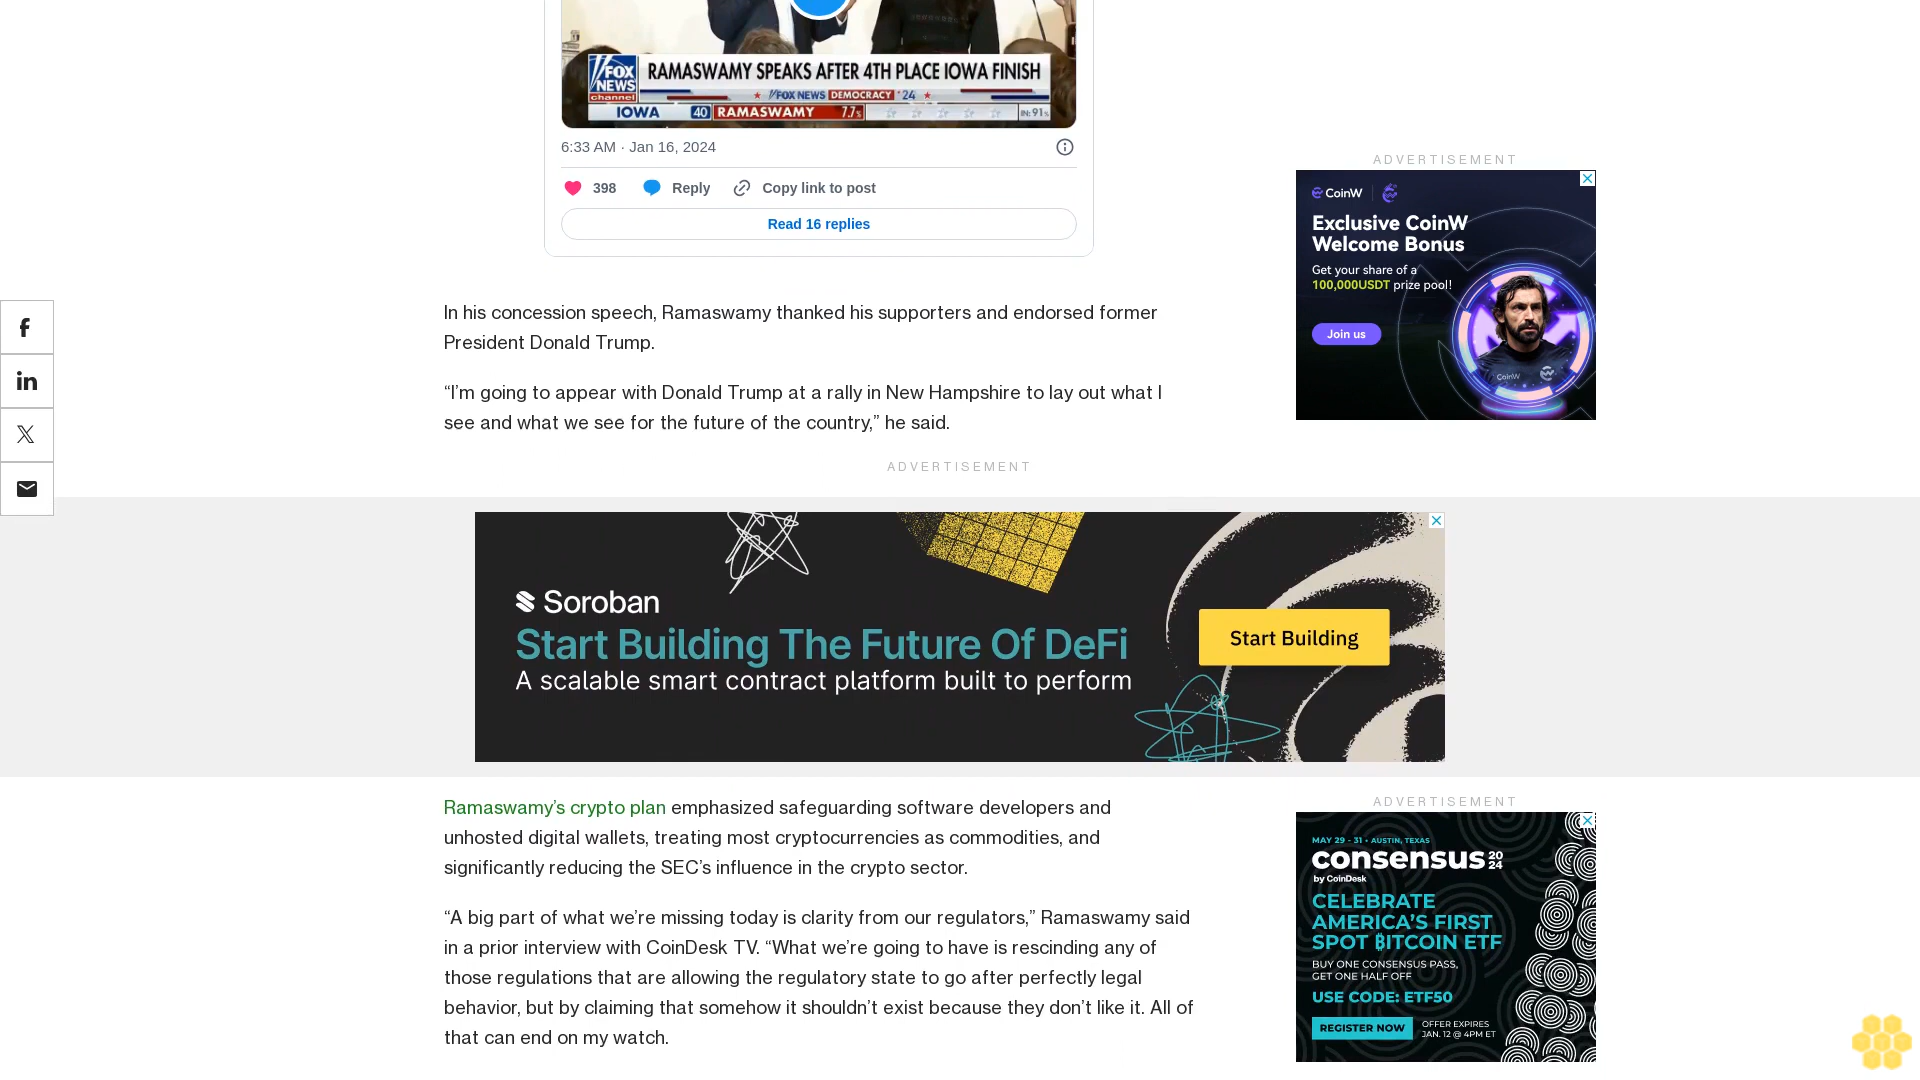 FOX
NEWS
channel
RAMASWAMY SPEAKS AFTER 4TH PLACE IOWA FINISH
FOX NEWS DEMOCRACY '24
IOWA 40 RAMASWAMY 7.7% IN: 91%
6:33 AM · Jan 16, 2024
398 Reply Copy link to post
Read 16 replies
In his concession speech, Ramaswamy thanked his supporters and endorsed former
President Donald Trump.
“I’m going to appear with Donald Trump at a rally in New Hampshire to lay out what I
see and what we see for the future of the country,” he said.
ADVERTISEMENT
CoinW
Exclusive CoinW
Welcome Bonus
Get your share of a
100,000USDT prize pool!
Join us
CoinW
f
in
X
ADVERTISEMENT
Soroban
Start Building The Future Of DeFi
A scalable smart contract platform built to perform
Start Building
Ramaswamy’s crypto plan emphasized safeguarding software developers and
unhosted digital wallets, treating most cryptocurrencies as commodities, and
significantly reducing the SEC’s influence in the crypto sector.
“A big part of what we’re missing today is clarity from our regulators,” Ramaswamy said
in a prior interview with CoinDesk TV. “What we’re going to have is rescinding any of
those regulations that are allowing the regulatory state to go after perfectly legal
behavior, but by claiming that somehow it shouldn’t exist because they don’t like it. All of
that can end on my watch.
ADVERTISEMENT
MAY 29 - 31 • AUSTIN, TEXAS
consensus 2024
by CoinDesk
CELEBRATE
AMERICA’S FIRST
SPOT ₿ITCOIN ETF
BUY ONE CONSENSUS PASS,
GET ONE HALF OFF
USE CODE: ETF50
REGISTER NOW
OFFER EXPIRES
JAN. 12 @ 4PM ET